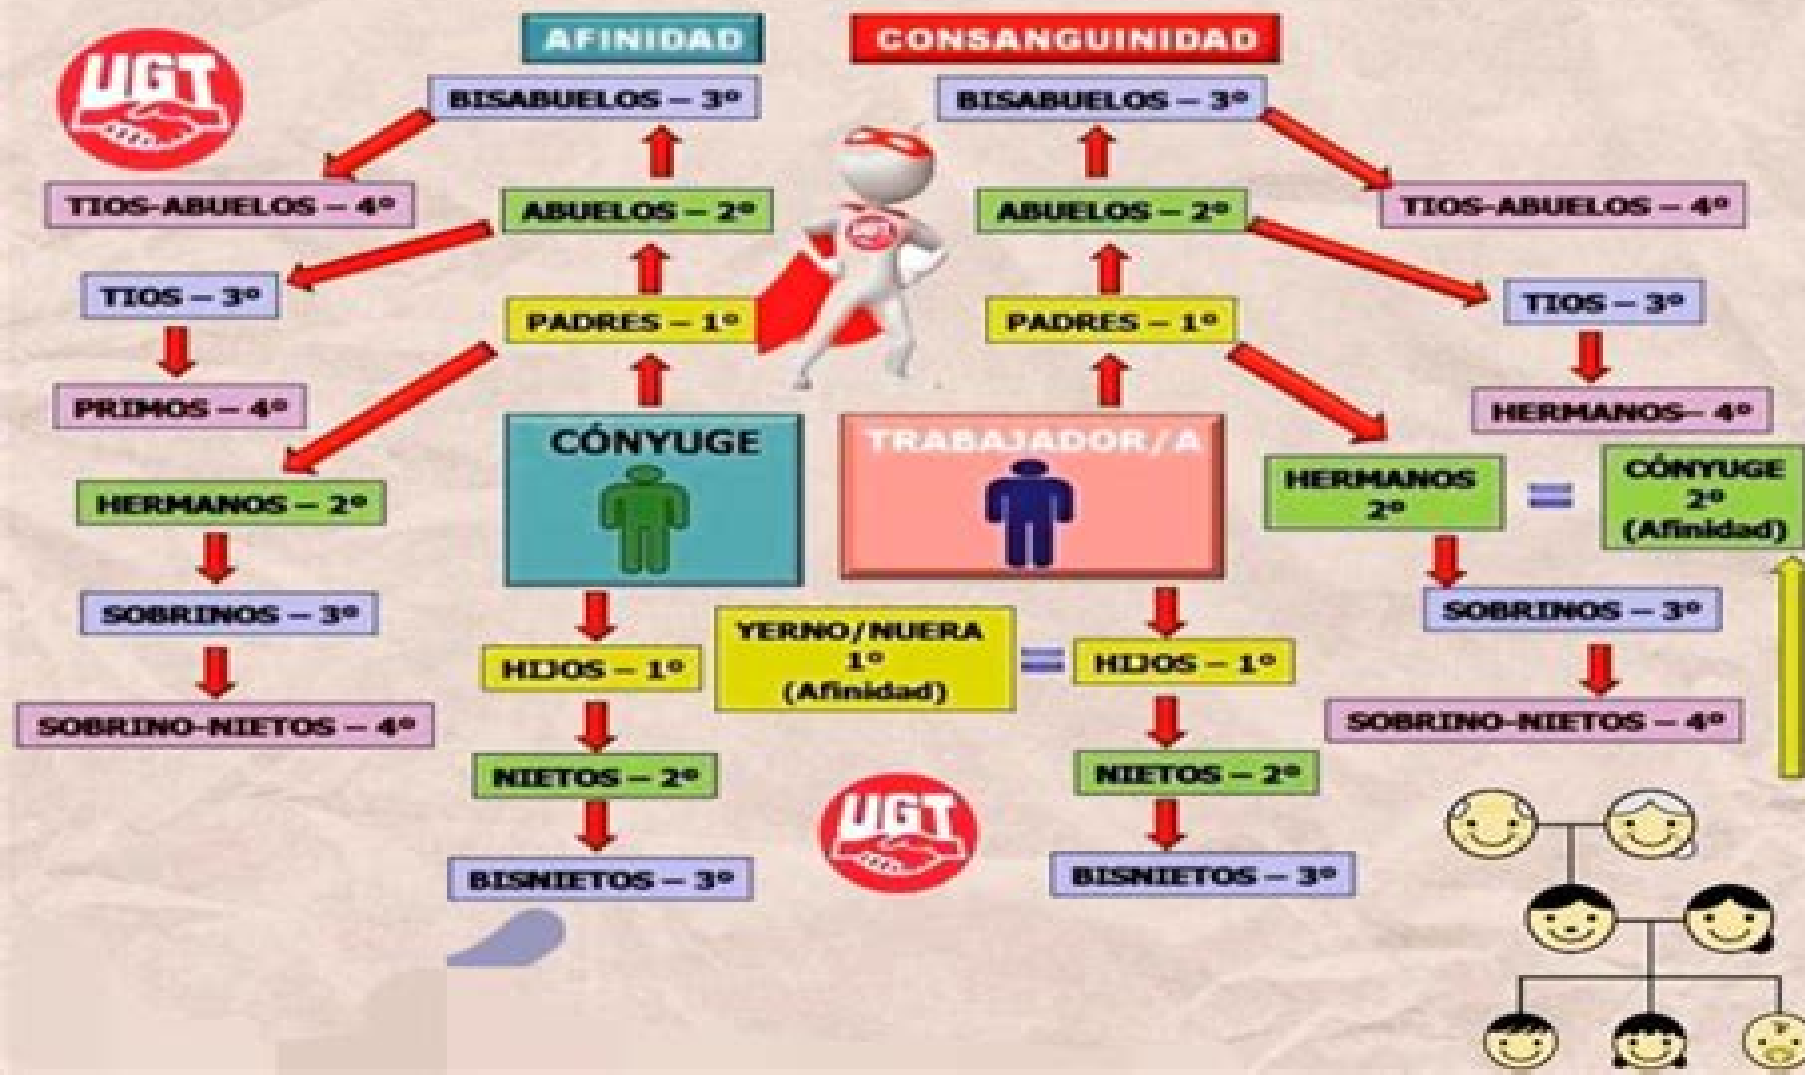 AFINIDAD
CONSANGUINIDAD
UGT
BISABUELOS – 3º
BISABUELOS – 3º
TIOS-ABUELOS – 4º
ABUELOS – 2º
ABUELOS – 2º
TIOS-ABUELOS – 4º
UGT
TIOS – 3º
PADRES – 1º
PADRES – 1º
TIOS – 3º
PRIMOS – 4º
HERMANOS– 4º
CÓNYUGE
TRABAJADOR/A
HERMANOS – 2º
HERMANOS
2º
CÓNYUGE
2º
(Afinidad)
=
SOBRINOS – 3º
SOBRINOS – 3º
HIJOS – 1º
YERNO/NUERA
1º
(Afinidad)
=
HIJOS – 1º
SOBRINO-NIETOS – 4º
SOBRINO-NIETOS – 4º
NIETOS – 2º
NIETOS – 2º
UGT
BISNIETOS – 3º
BISNIETOS – 3º